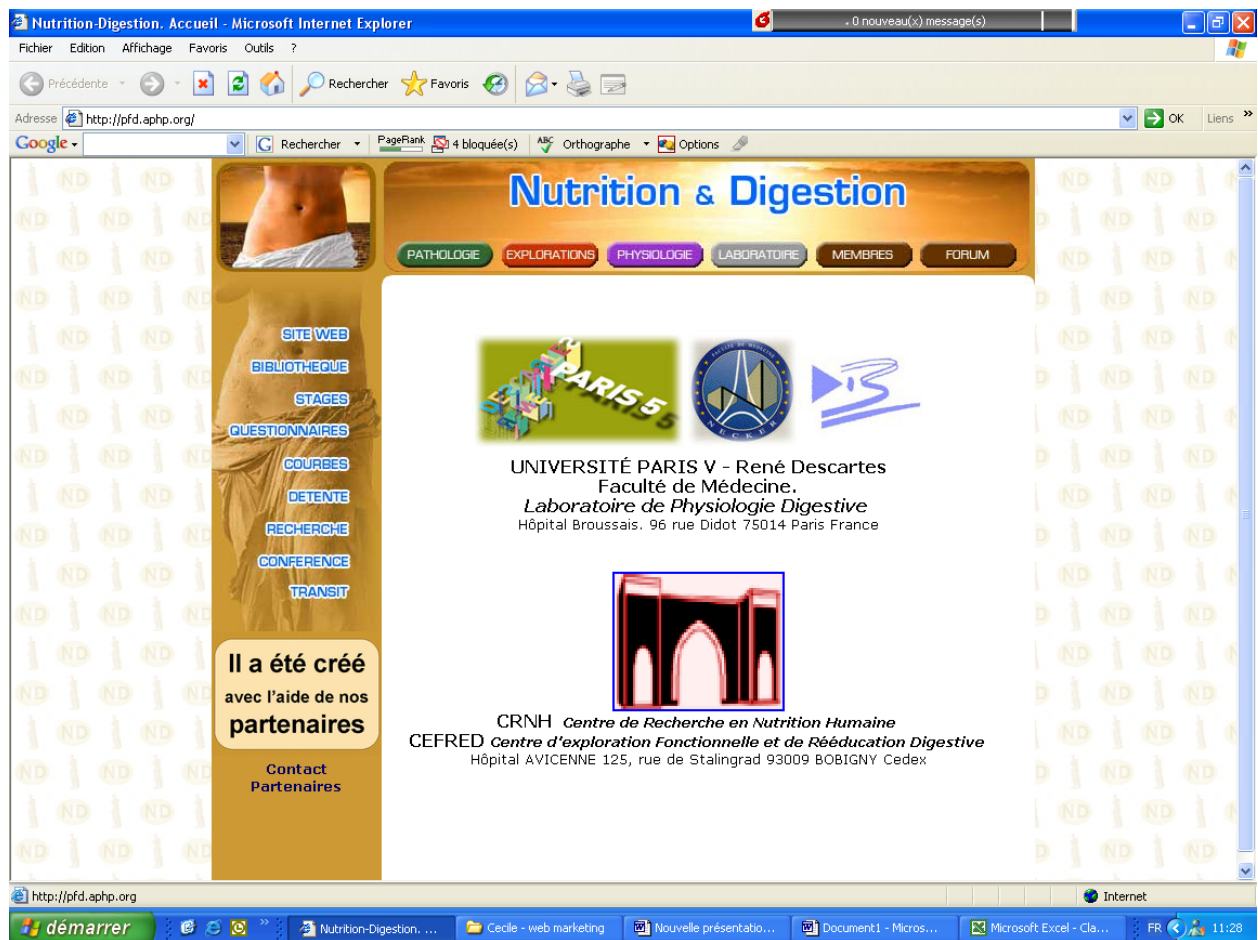 Nutrition-Digestion. Accueil - Microsoft Internet Explorer
. 0 nouveau(x) message(s)
Fichier Edition Affichage Favoris Outils ?
Précédente Rechercher Favoris
Adresse http://pfd.aphp.org/ OK Liens »
Google Rechercher PageRank 4 bloquée(s) ABC Orthographe Options
Nutrition & Digestion
PATHOLOGIE EXPLORATIONS PHYSIOLOGIE LABORATOIRE MEMBRES FORUM
SITE WEB
BIBLIOTHEQUE
STAGES
QUESTIONNAIRES
COURBES
DETENTE
RECHERCHE
CONFERENCE
TRANSIT
Il a été créé
avec l'aide de nos
partenaires
Contact
Partenaires
PARIS 5
FACULTE DE MEDECINE
NECKER
UNIVERSITÉ PARIS V - René Descartes
Faculté de Médecine.
Laboratoire de Physiologie Digestive
Hôpital Broussais. 96 rue Didot 75014 Paris France
CRNH Centre de Recherche en Nutrition Humaine
CEFRED Centre d'exploration Fonctionnelle et de Rééducation Digestive
Hôpital AVICENNE 125, rue de Stalingrad 93009 BOBIGNY Cedex
http://pfd.aphp.org Internet
démarrer » Nutrition-Digestion. ... Cecile - web marketing Nouvelle présentatio... Document1 - Micros... Microsoft Excel - Cla... FR 11:28